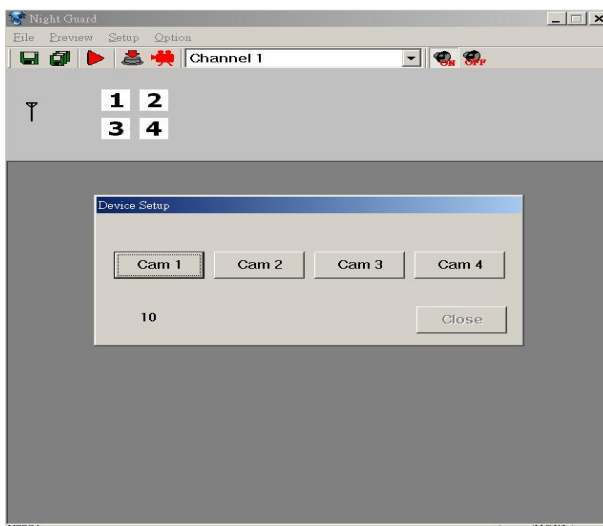 Night Guard
File Preview Setup Option
Channel 1 ON OFF
1 2
3 4
Device Setup
Cam 1 Cam 2 Cam 3 Cam 4
10 Close